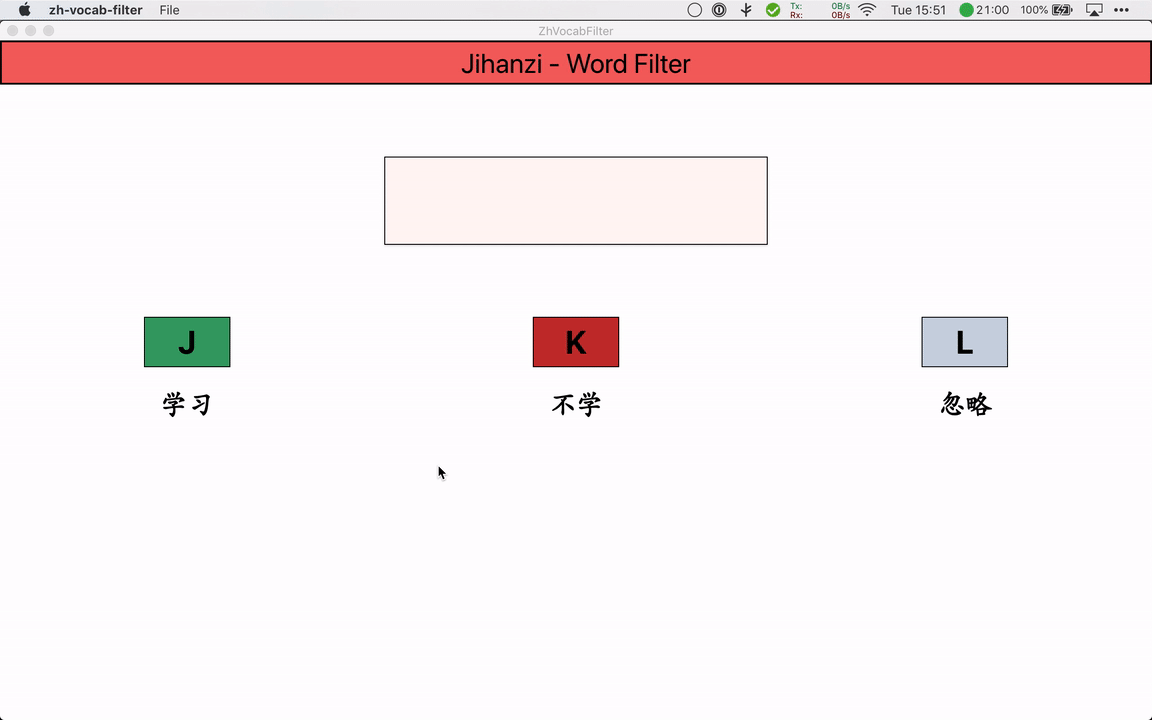 zh-vocab-filter File Tx: 0B/s Rx: 0B/s Tue 15:51 21:00 100%
ZhVocabFilter
Jihanzi - Word Filter
J K L
学习 不学 忽略